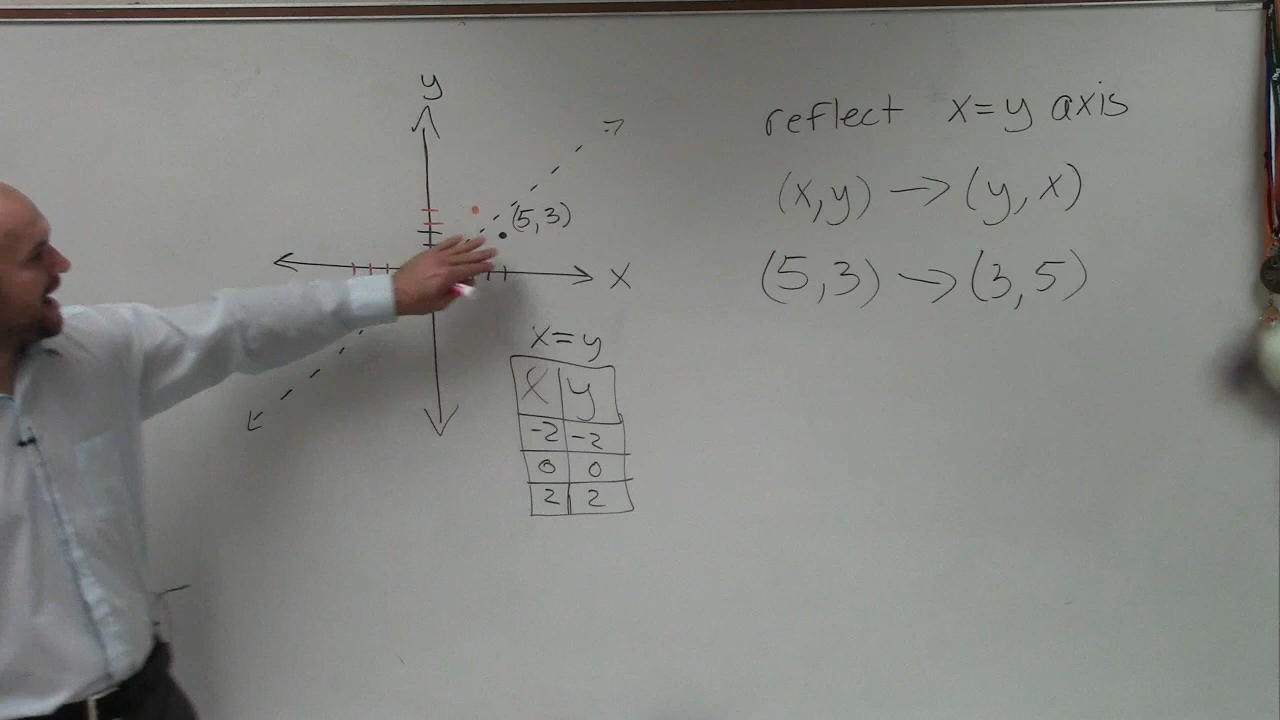 y
(5,3)
x
x=y
x y
-2 -2
0 0
2 2
reflect x=y axis
(x,y) → (y,x)
(5,3) → (3,5)